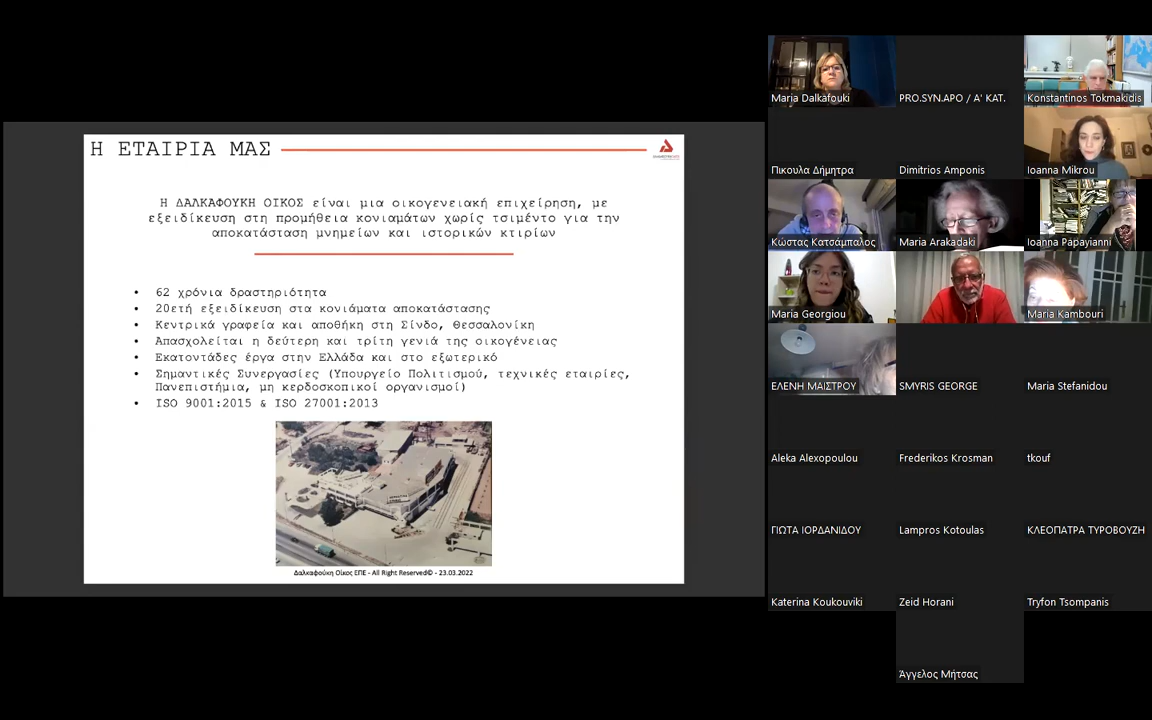 Η ΕΤΑΙΡΙΑ ΜΑΣ
Η ΔΑΛΚΑΦΟΥΚΗ ΟΙΚΟΣ είναι μια οικογενειακή επιχείρηση, με
εξειδίκευση στη προμήθεια κονιαμάτων χωρίς τσιμέντο για την
αποκατάσταση μνημείων και ιστορικών κτιρίων
• 62 χρόνια δραστηριότητα
• 20ετή εξειδίκευση στα κονιάματα αποκατάστασης
• Κεντρικά γραφεία και αποθήκη στη Σίνδο, Θεσσαλονίκη
• Απασχολείται η δεύτερη και τρίτη γενιά της οικογένειας
• Εκατοντάδες έργα στην Ελλάδα και στο εξωτερικό
• Σημαντικές Συνεργασίες (Υπουργείο Πολιτισμού, τεχνικές εταιρίες,
Πανεπιστήμια, μη κερδοσκοπικοί οργανισμοί)
• ISO 9001:2015 & ISO 27001:2013
Δαλκαφούκη Οίκος ΕΠΕ - All Right Reserved© - 23.03.2022
Maria Dalkafouki
PRO.SYN.APO / A' KAT.
Konstantinos Tokmakidis
Πικουλα Δήμητρα
Dimitrios Amponis
Ioanna Mikrou
Κώστας Κατσάμπαλος
Maria Arakadaki
Ioanna Papayianni
Maria Georgiou
Maria Kambouri
ΕΛΕΝΗ ΜΑΙΣΤΡΟΥ
SMYRIS GEORGE
Maria Stefanidou
Aleka Alexopoulou
Frederikos Krosman
tkouf
ΓΙΩΤΑ ΙΟΡΔΑΝΙΔΟΥ
Lampros Kotoulas
ΚΛΕΟΠΑΤΡΑ ΤΥΡΟΒΟΥΖΗ
Katerina Koukouviki
Zeid Horani
Tryfon Tsompanis
Άγγελος Μήτσας